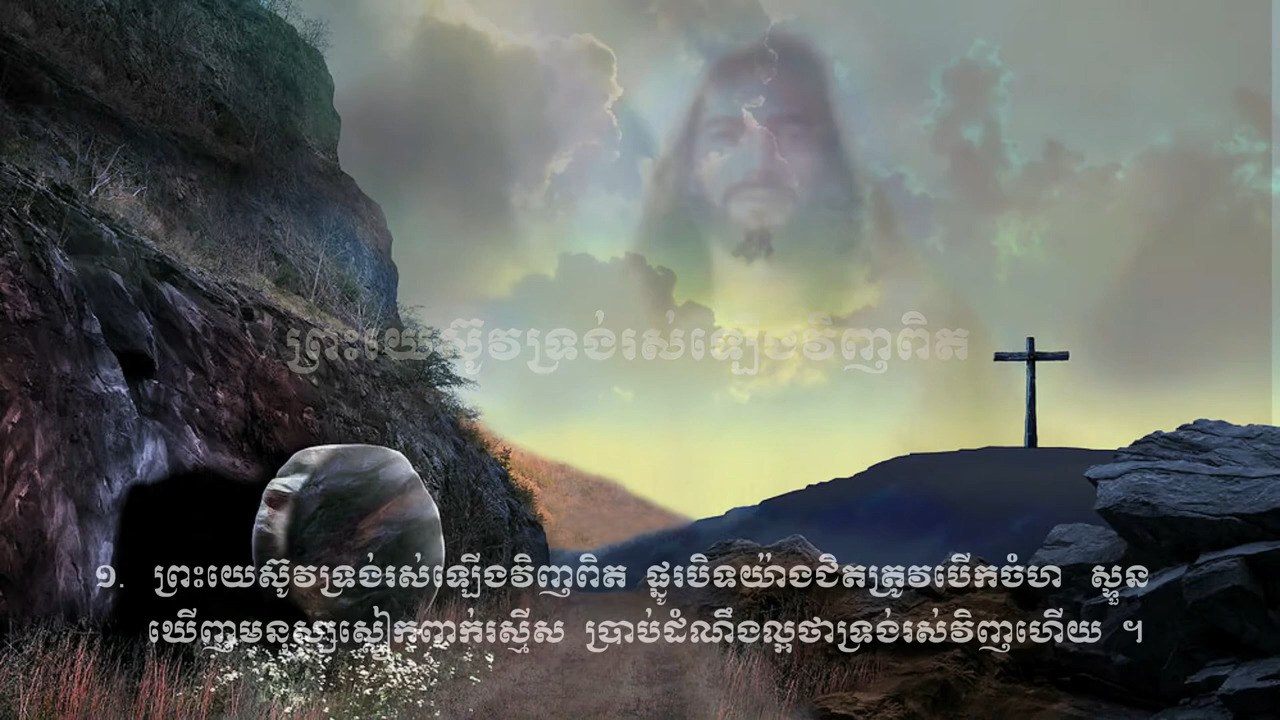 ព្រះយេស៊ូវទ្រង់រស់ឡើងវិញពិត
១. ព្រះយេស៊ូវទ្រង់រស់ឡើងវិញពិត ផ្នូរបិទយ៉ាងជិតត្រូវបើកចំហ ស្ទួន
ឃើញមនុស្សស្លៀកពាក់រស្មីស ប្រាប់ដំណឹងល្អថាទ្រង់រស់វិញហើយ ។